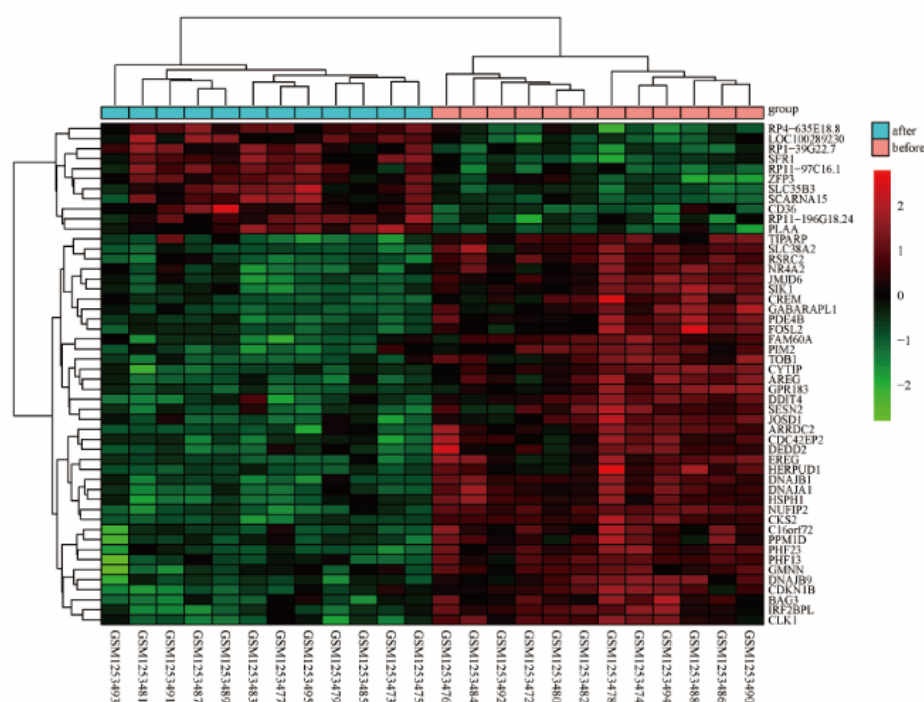 group
after
before
RP4-635E18.8
LOC100289230
RP1-39G22.7
SFR1
RP11-97C16.1
ZFP3
SLC35B3
SCARNA15
CD36
RP11-196G18.24
PLAA
TIPARP
SLC38A2
RSRC2
NR4A2
JMJD6
SIK1
CREM
GABARAPL1
PDE4B
FOSL2
FAM60A
PIM2
TOB1
CYTIP
AREG
GPR183
DDIT4
SESN2
JOSD1
ARRDC2
CDC42EP2
DEDD2
EREG
HERPUD1
DNAJB1
DNAJA1
HSPH1
NUFIP2
CKS2
C16orf72
PPM1D
PHF23
PHF13
GMNN
DNAJB9
CDKN1B
BAG3
IRF2BPL
CLK1
2
1
0
−1
−2
GSM1253493
GSM1253481
GSM1253491
GSM1253487
GSM1253489
GSM1253483
GSM1253477
GSM1253495
GSM1253479
GSM1253485
GSM1253473
GSM1253475
GSM1253476
GSM1253484
GSM1253492
GSM1253472
GSM1253480
GSM1253482
GSM1253478
GSM1253474
GSM1253494
GSM1253488
GSM1253486
GSM1253490